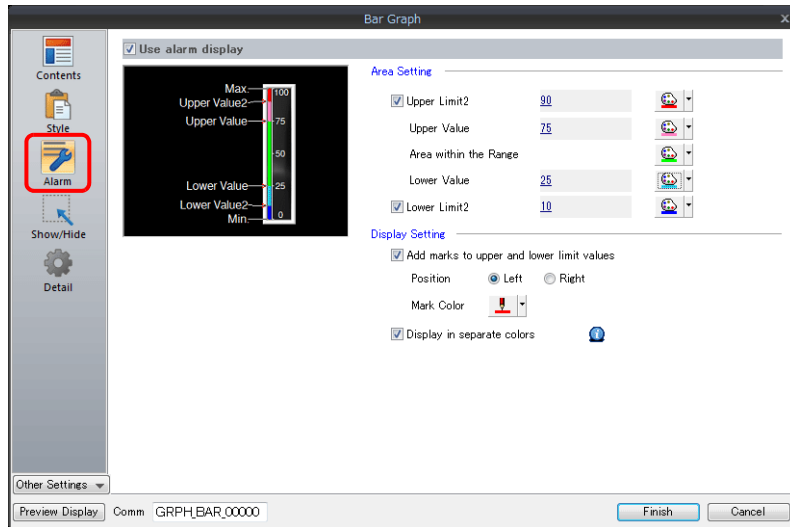 Bar Graph
x
Contents
Style
Alarm
Show/Hide
Detail
Other Settings
Use alarm display
Max.
Upper Value2
Upper Value
Lower Value
Lower Value2
Min.
100
75
50
25
0
Area Setting
Upper Limit2 90
Upper Value 75
Area within the Range
Lower Value 25
Lower Limit2 10
Display Setting
Add marks to upper and lower limit values
Position Left Right
Mark Color
Display in separate colors
Preview Display Comm GRPH_BAR_00000 Finish Cancel